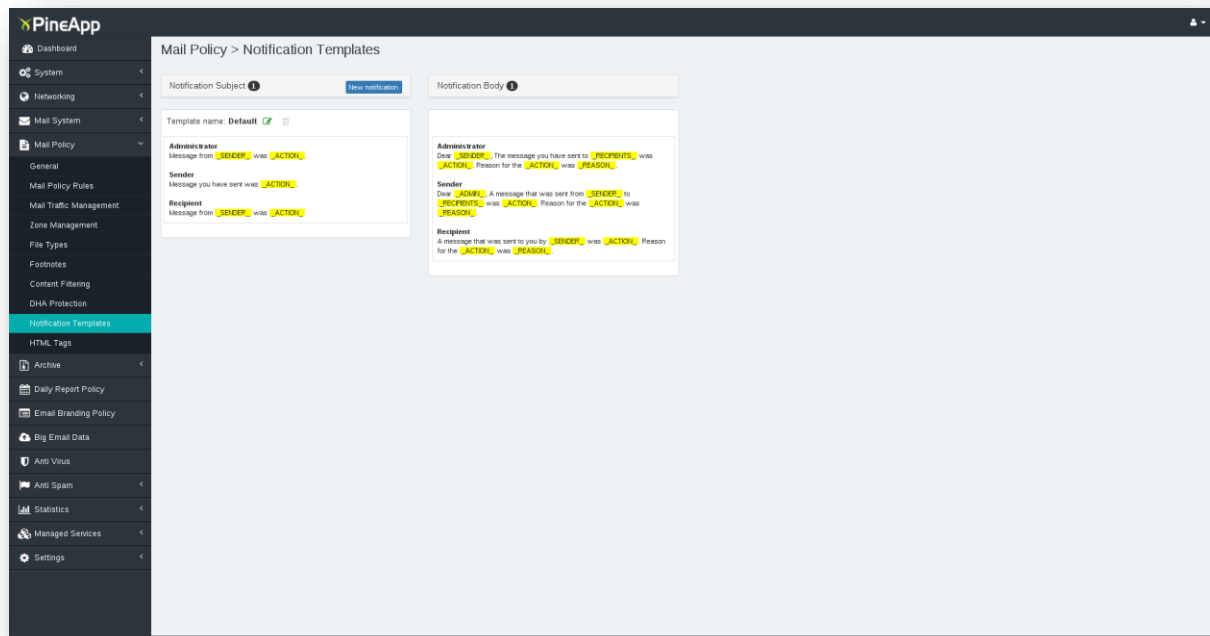 PineApp
Dashboard
System
Networking
Mail System
Mail Policy
General
Mail Policy Rules
Mail Traffic Management
Zone Management
File Types
Footnotes
Content Filtering
DHA Protection
Notification Templates
HTML Tags
Archive
Daily Report Policy
Email Branding Policy
Big Email Data
Anti Virus
Anti Spam
Statistics
Managed Services
Settings
Mail Policy > Notification Templates
Notification Subject 1 New notification
Template name: Default
Administrator
Message from _SENDER_ was _ACTION_
Sender
Message you have sent was _ACTION_.
Recipient
Message from _SENDER_ was _ACTION_
Notification Body 1
Administrator
Dear _SENDER_, The message you have sent to _RECIPIENTS_ was
_ACTION_. Reason for the _ACTION_ was _REASON_.
Sender
Dear _ADMIN_, A message that was sent from _SENDER_ to
_RECIPIENTS_ was _ACTION_. Reason for the _ACTION_ was
_REASON_.
Recipient
A message that was sent to you by _SENDER_ was _ACTION_. Reason
for the _ACTION_ was _REASON_.